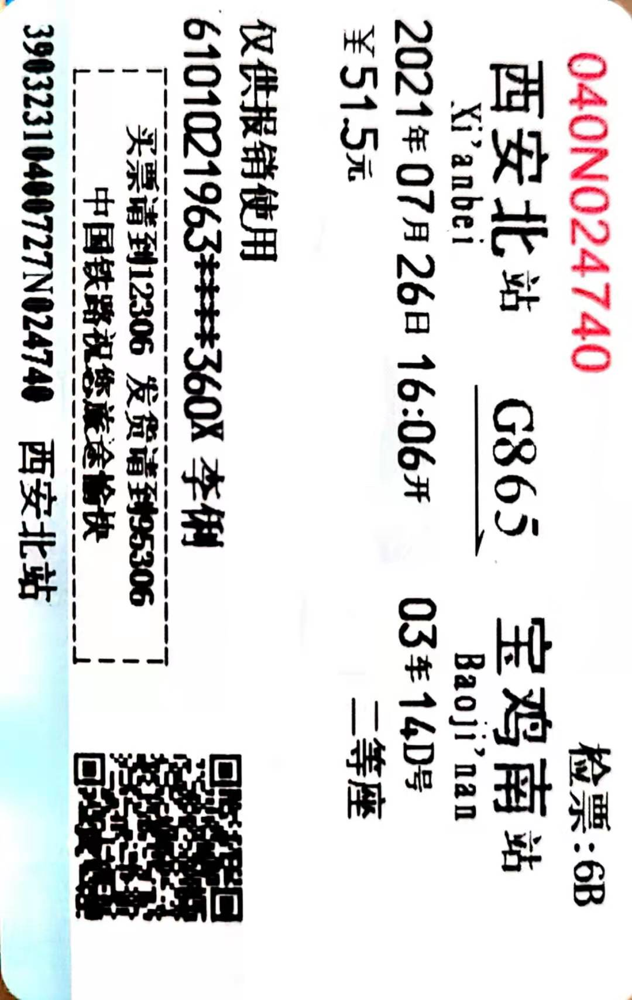 040N024740 检票:6B
西安北站 G865 宝鸡南站
Xi'anbei Baoji'nan
2021年07月26日 16:06开 03车14D号
￥51.5元 二等座
仅供报销使用
6101021963****360X 李俐
买票请到12306 发货请到95306
中国铁路祝您旅途愉快
39032310400727N024740 西安北站